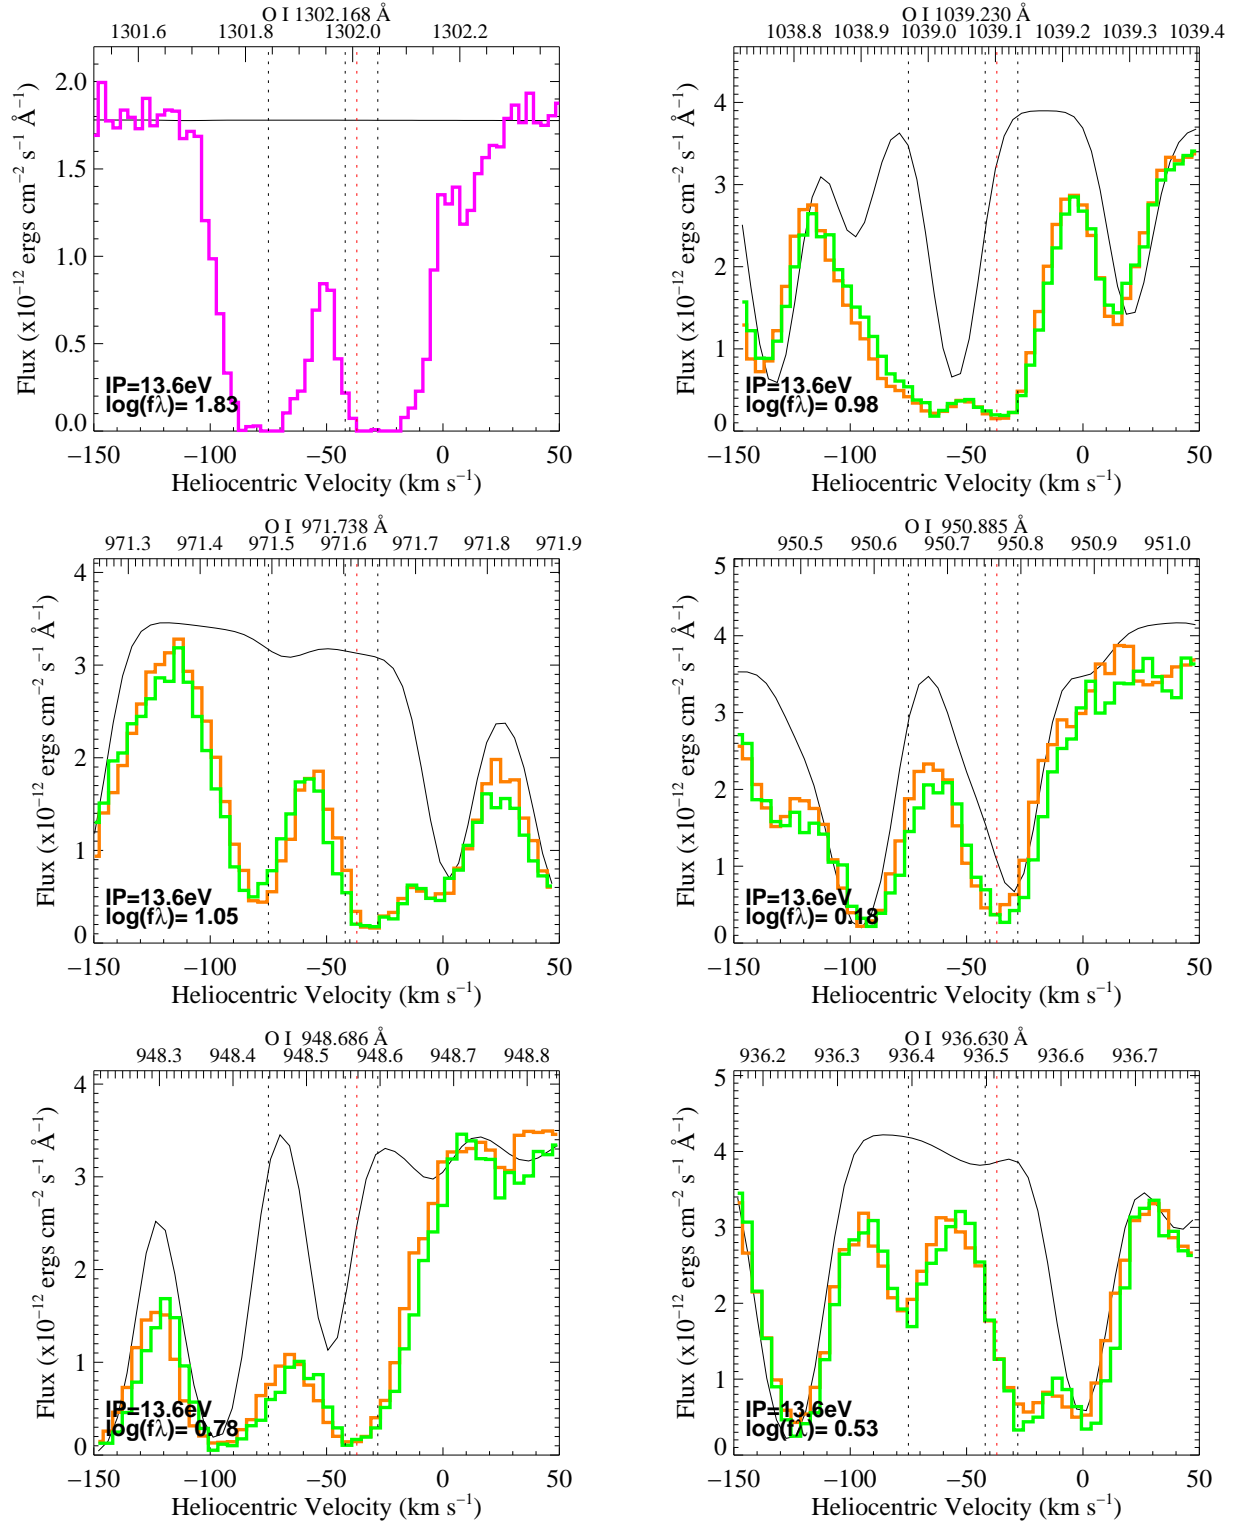 O I 1302.168 Å
1301.6 1301.8 1302.0 1302.2
2.0
1.5
1.0
0.5
0.0
Flux (x10⁻¹² ergs cm⁻² s⁻¹ Å⁻¹)
IP=13.6eV
log(fλ)= 1.83
−150 −100 −50 0 50
Heliocentric Velocity (km s⁻¹)
O I 1039.230 Å
1038.8 1038.9 1039.0 1039.1 1039.2 1039.3 1039.4
4
3
2
1
0
Flux (x10⁻¹² ergs cm⁻² s⁻¹ Å⁻¹)
IP=13.6eV
log(fλ)= 0.98
−150 −100 −50 0 50
Heliocentric Velocity (km s⁻¹)
O I 971.738 Å
971.3 971.4 971.5 971.6 971.7 971.8 971.9
4
3
2
1
0
Flux (x10⁻¹² ergs cm⁻² s⁻¹ Å⁻¹)
IP=13.6eV
log(fλ)= 1.05
−150 −100 −50 0 50
Heliocentric Velocity (km s⁻¹)
O I 950.885 Å
950.5 950.6 950.7 950.8 950.9 951.0
5
4
3
2
1
0
Flux (x10⁻¹² ergs cm⁻² s⁻¹ Å⁻¹)
IP=13.6eV
log(fλ)= 0.18
−150 −100 −50 0 50
Heliocentric Velocity (km s⁻¹)
O I 948.686 Å
948.3 948.4 948.5 948.6 948.7 948.8
4
3
2
1
0
Flux (x10⁻¹² ergs cm⁻² s⁻¹ Å⁻¹)
IP=13.6eV
log(fλ)= 0.78
−150 −100 −50 0 50
Heliocentric Velocity (km s⁻¹)
O I 936.630 Å
936.2 936.3 936.4 936.5 936.6 936.7
5
4
3
2
1
0
Flux (x10⁻¹² ergs cm⁻² s⁻¹ Å⁻¹)
IP=13.6eV
log(fλ)= 0.53
−150 −100 −50 0 50
Heliocentric Velocity (km s⁻¹)